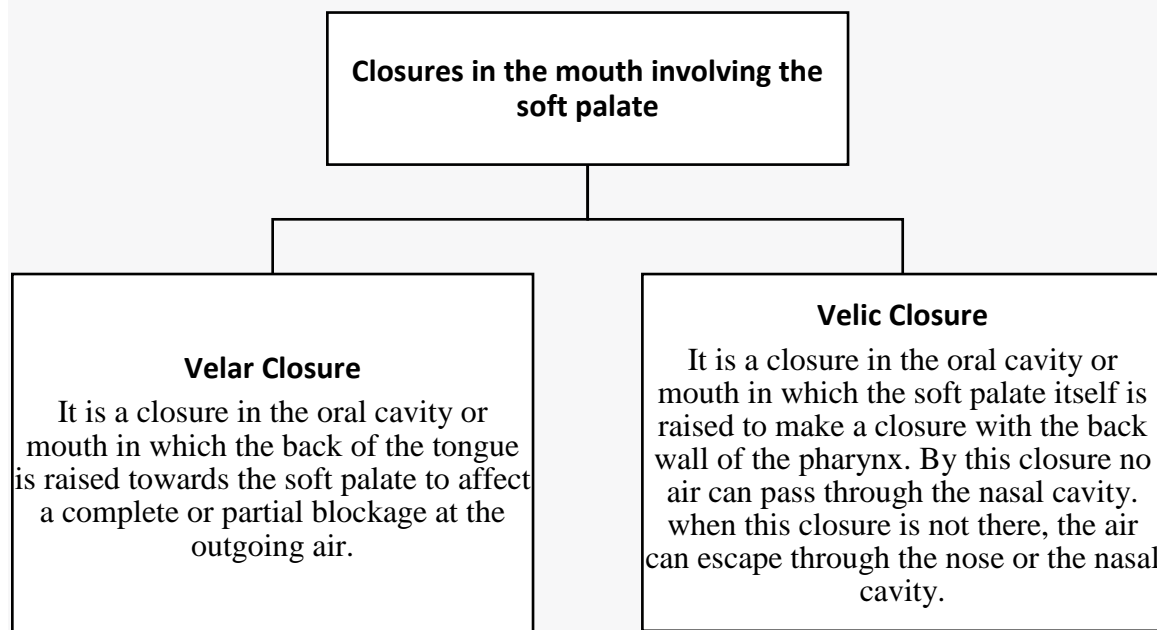 Closures in the mouth involving the
soft palate
Velar Closure
It is a closure in the oral cavity or
mouth in which the back of the tongue
is raised towards the soft palate to affect
a complete or partial blockage at the
outgoing air.
Velic Closure
It is a closure in the oral cavity or
mouth in which the soft palate itself is
raised to make a closure with the back
wall of the pharynx. By this closure no
air can pass through the nasal cavity.
when this closure is not there, the air
can escape through the nose or the nasal
cavity.